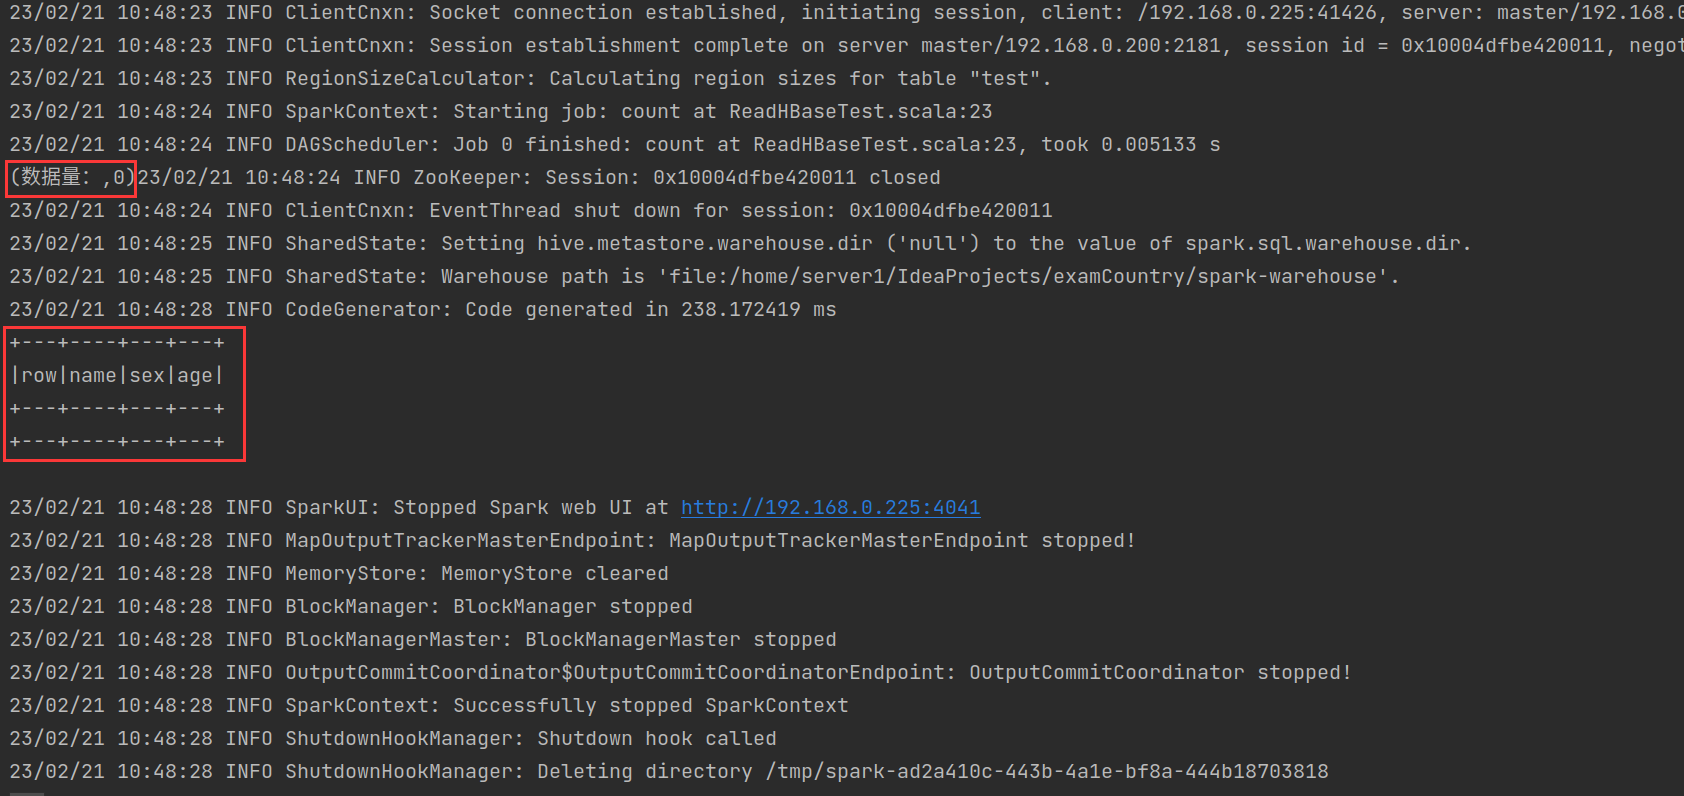 23/02/21 10:48:23 INFO ClientCnxn: Socket connection established, initiating session, client: /192.168.0.225:41426, server: master/192.168.0
23/02/21 10:48:23 INFO ClientCnxn: Session establishment complete on server master/192.168.0.200:2181, session id = 0x10004dfbe420011, negot
23/02/21 10:48:23 INFO RegionSizeCalculator: Calculating region sizes for table "test".
23/02/21 10:48:24 INFO SparkContext: Starting job: count at ReadHBaseTest.scala:23
23/02/21 10:48:24 INFO DAGScheduler: Job 0 finished: count at ReadHBaseTest.scala:23, took 0.005133 s
(数据量: ,0)23/02/21 10:48:24 INFO ZooKeeper: Session: 0x10004dfbe420011 closed
23/02/21 10:48:24 INFO ClientCnxn: EventThread shut down for session: 0x10004dfbe420011
23/02/21 10:48:25 INFO SharedState: Setting hive.metastore.warehouse.dir ('null') to the value of spark.sql.warehouse.dir.
23/02/21 10:48:25 INFO SharedState: Warehouse path is 'file:/home/server1/IdeaProjects/examCountry/spark-warehouse'.
23/02/21 10:48:28 INFO CodeGenerator: Code generated in 238.172419 ms
+---+----+---+---+
|row|name|sex|age|
+---+----+---+---+
+---+----+---+---+
23/02/21 10:48:28 INFO SparkUI: Stopped Spark web UI at http://192.168.0.225:4041
23/02/21 10:48:28 INFO MapOutputTrackerMasterEndpoint: MapOutputTrackerMasterEndpoint stopped!
23/02/21 10:48:28 INFO MemoryStore: MemoryStore cleared
23/02/21 10:48:28 INFO BlockManager: BlockManager stopped
23/02/21 10:48:28 INFO BlockManagerMaster: BlockManagerMaster stopped
23/02/21 10:48:28 INFO OutputCommitCoordinator$OutputCommitCoordinatorEndpoint: OutputCommitCoordinator stopped!
23/02/21 10:48:28 INFO SparkContext: Successfully stopped SparkContext
23/02/21 10:48:28 INFO ShutdownHookManager: Shutdown hook called
23/02/21 10:48:28 INFO ShutdownHookManager: Deleting directory /tmp/spark-ad2a410c-443b-4a1e-bf8a-444b18703818